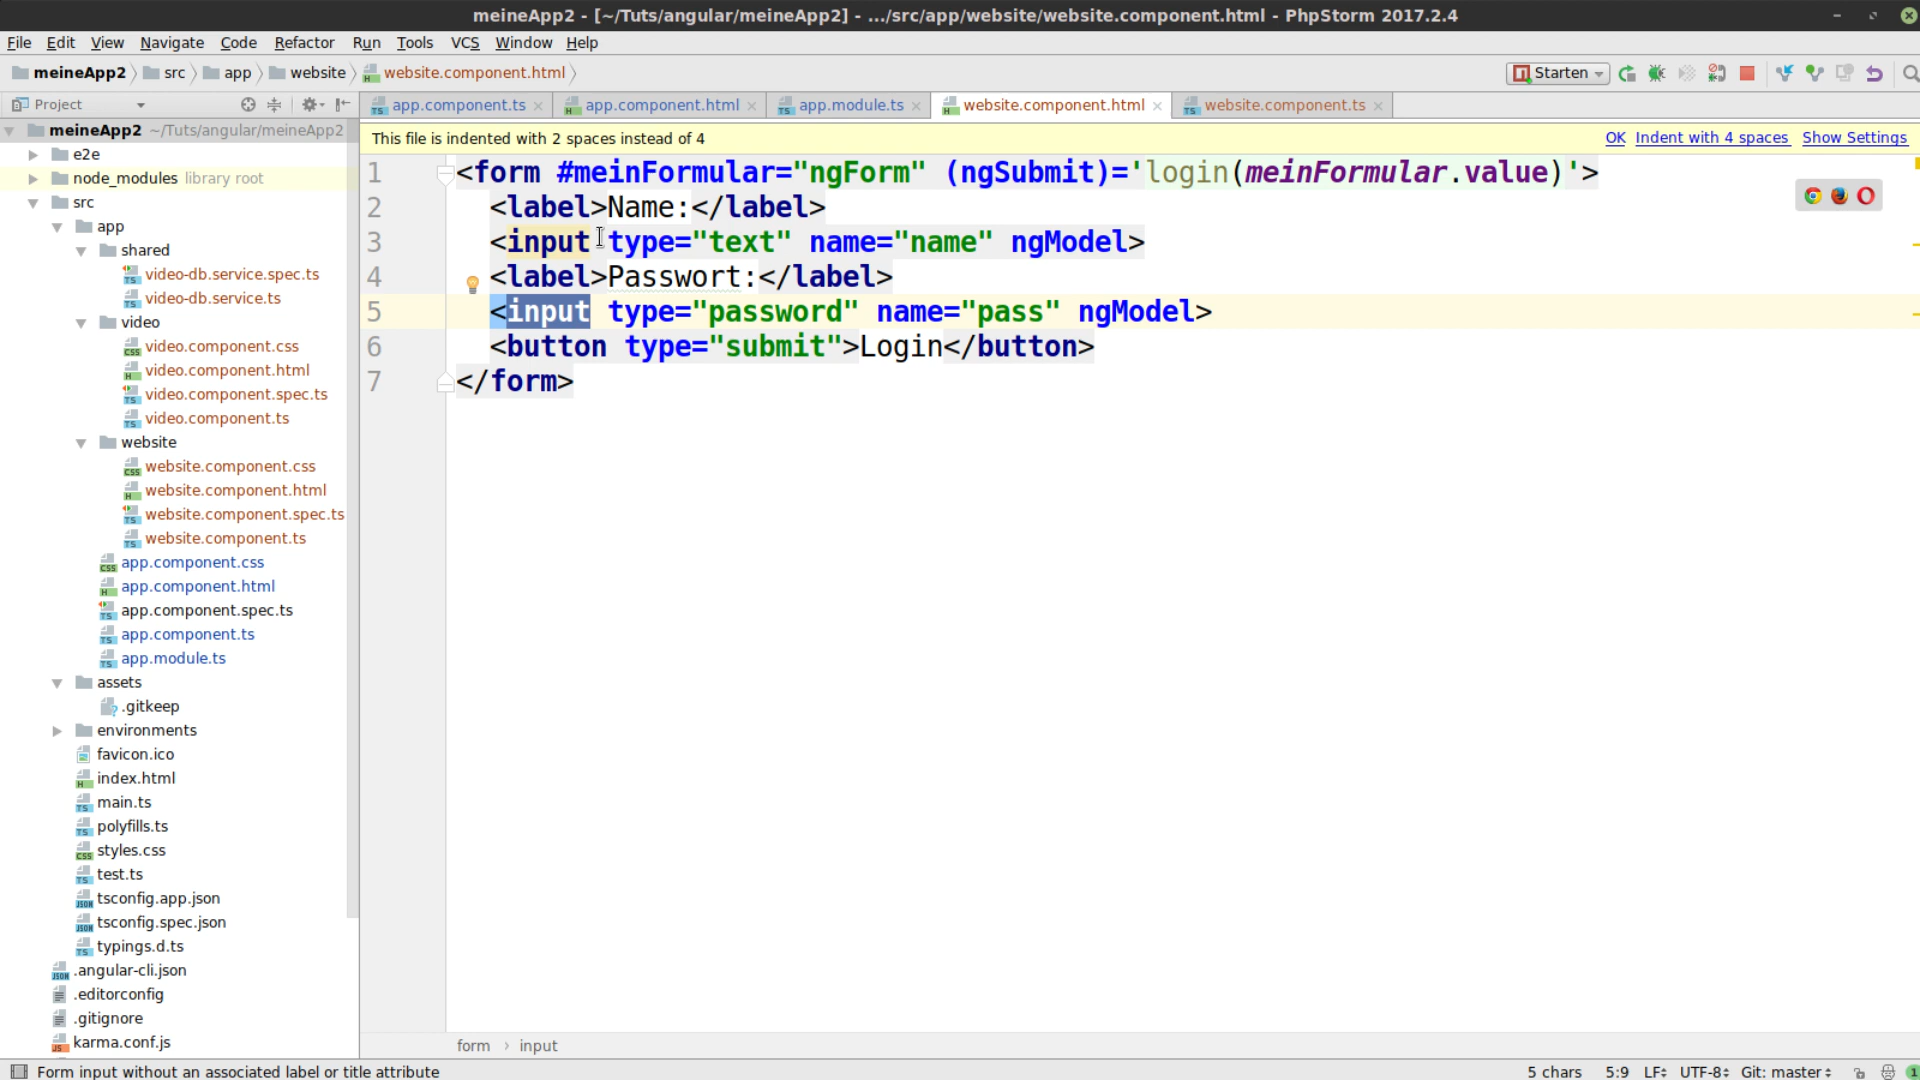 meineApp2 - [~/Tuts/angular/meineApp2] - .../src/app/website/website.component.html - PhpStorm 2017.2.4
File Edit View Navigate Code Refactor Run Tools VCS Window Help
meineApp2 src app website website.component.html Starten
Project app.component.ts app.component.html app.module.ts website.component.html website.component.ts
This file is indented with 2 spaces instead of 4 OK Indent with 4 spaces Show Settings
meineApp2 ~/Tuts/angular/meineApp2
e2e
node_modules library root
src
app
shared
video-db.service.spec.ts
video-db.service.ts
video
video.component.css
video.component.html
video.component.spec.ts
video.component.ts
website
website.component.css
website.component.html
website.component.spec.ts
website.component.ts
app.component.css
app.component.html
app.component.spec.ts
app.component.ts
app.module.ts
assets
.gitkeep
environments
favicon.ico
index.html
main.ts
polyfills.ts
styles.css
test.ts
tsconfig.app.json
tsconfig.spec.json
typings.d.ts
.angular-cli.json
.editorconfig
.gitignore
karma.conf.js
1 <form #meinFormular="ngForm" (ngSubmit)='login(meinFormular.value)'>
2 <label>Name:</label>
3 <input type="text" name="name" ngModel>
4 <label>Passwort:</label>
5 <input type="password" name="pass" ngModel>
6 <button type="submit">Login</button>
7 </form>
form › input
Form input without an associated label or title attribute 5 chars 5:9 LF UTF-8 Git: master 1